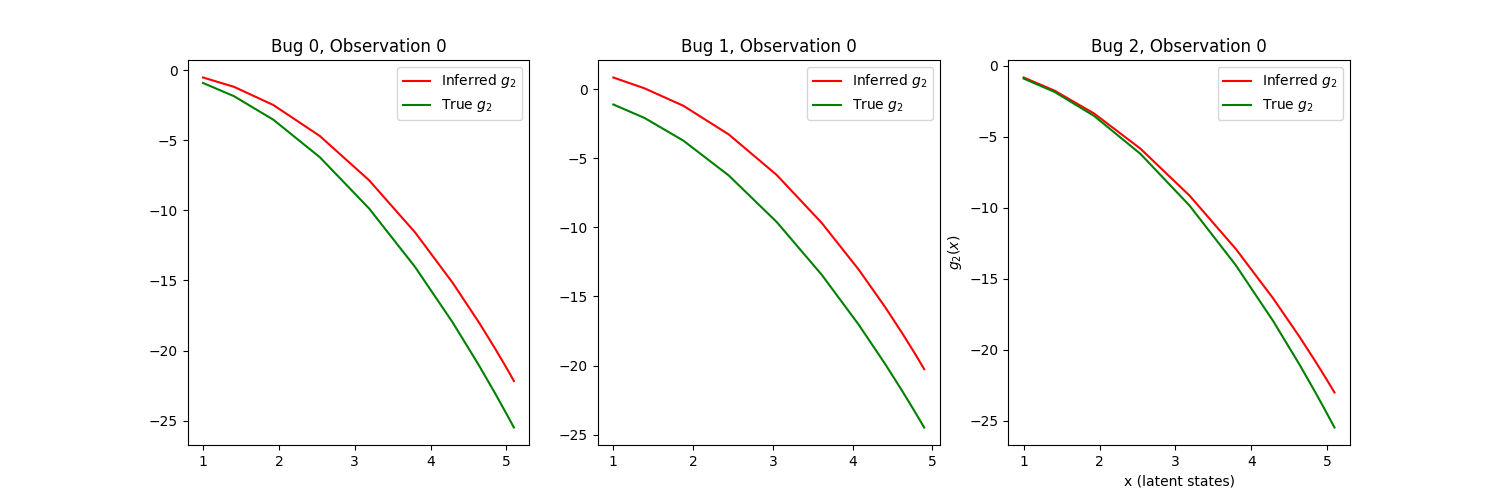 Bug 0, Observation 0
Inferred g₂
True g₂
0
−5
−10
−15
−20
−25
1 2 3 4 5
Bug 1, Observation 0
Inferred g₂
True g₂
0
−5
−10
−15
−20
−25
1 2 3 4 5
Bug 2, Observation 0
Inferred g₂
True g₂
g₂(x)
0
−5
−10
−15
−20
−25
1 2 3 4 5
x (latent states)